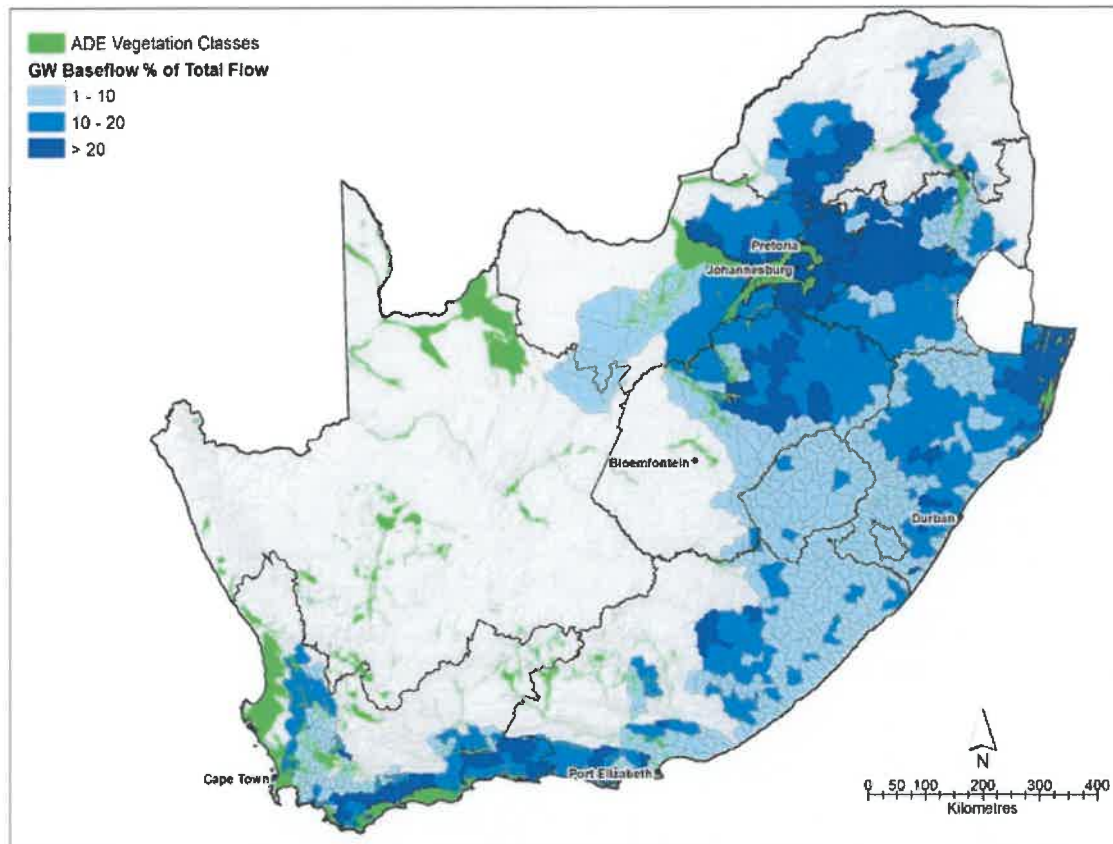 ADE Vegetation Classes
GW Baseflow % of Total Flow
1 - 10
10 - 20
> 20
Pretoria
Johannesburg
Bloemfontein
Durban
Cape Town
Port Elizabeth
N
0 50 100 200 300 400
Kilometres